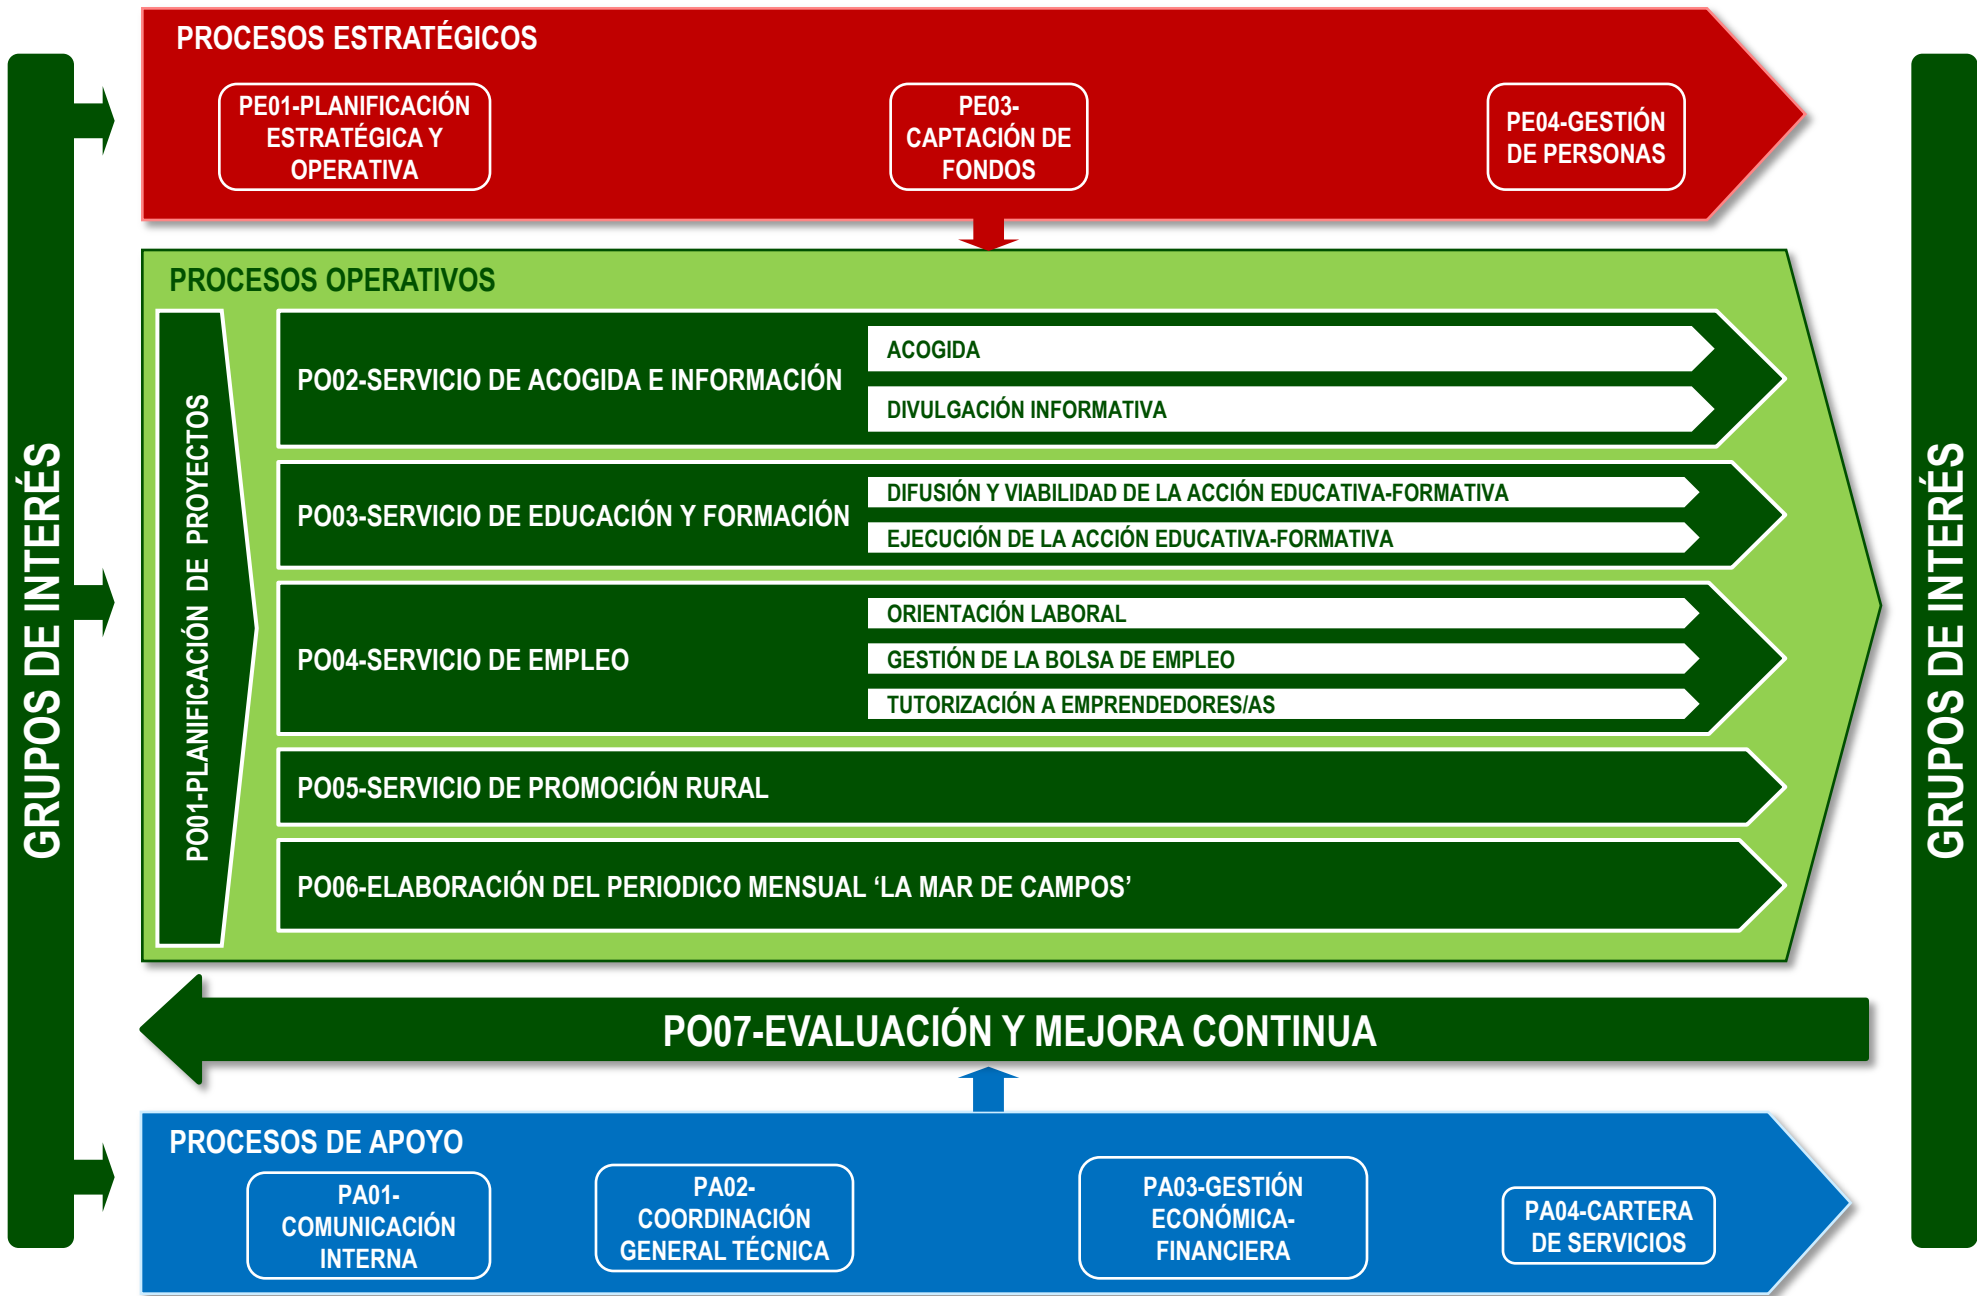 PROCESOS ESTRATÉGICOS
PE01-PLANIFICACIÓN
ESTRATÉGICA Y
OPERATIVA
PE03-
CAPTACIÓN DE
FONDOS
PE04-GESTIÓN
DE PERSONAS
GRUPOS DE INTERÉS
PROCESOS OPERATIVOS
PO01-PLANIFICACIÓN DE PROYECTOS
PO02-SERVICIO DE ACOGIDA E INFORMACIÓN
ACOGIDA
DIVULGACIÓN INFORMATIVA
PO03-SERVICIO DE EDUCACIÓN Y FORMACIÓN
DIFUSIÓN Y VIABILIDAD DE LA ACCIÓN EDUCATIVA-FORMATIVA
EJECUCIÓN DE LA ACCIÓN EDUCATIVA-FORMATIVA
PO04-SERVICIO DE EMPLEO
ORIENTACIÓN LABORAL
GESTIÓN DE LA BOLSA DE EMPLEO
TUTORIZACIÓN A EMPRENDEDORES/AS
PO05-SERVICIO DE PROMOCIÓN RURAL
PO06-ELABORACIÓN DEL PERIODICO MENSUAL ‘LA MAR DE CAMPOS’
GRUPOS DE INTERÉS
PO07-EVALUACIÓN Y MEJORA CONTINUA
PROCESOS DE APOYO
PA01-
COMUNICACIÓN
INTERNA
PA02-
COORDINACIÓN
GENERAL TÉCNICA
PA03-GESTIÓN
ECONÓMICA-
FINANCIERA
PA04-CARTERA
DE SERVICIOS